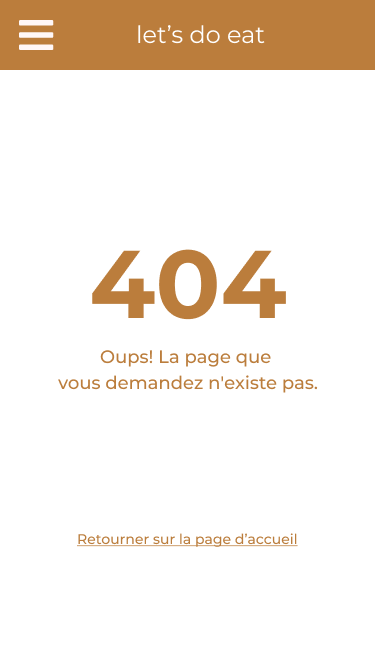 let’s do eat
404
Oups! La page que
vous demandez n'existe pas.
Retourner sur la page d’accueil